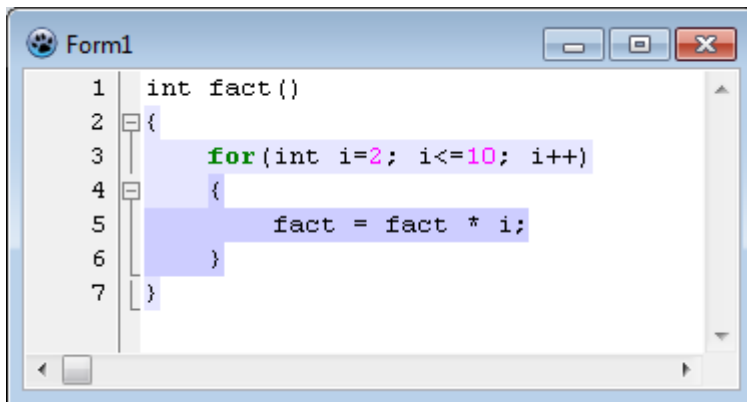 Form1
1 int fact()
2 {
3     for(int i=2; i<=10; i++)
4     {
5         fact = fact * i;
6     }
7 }